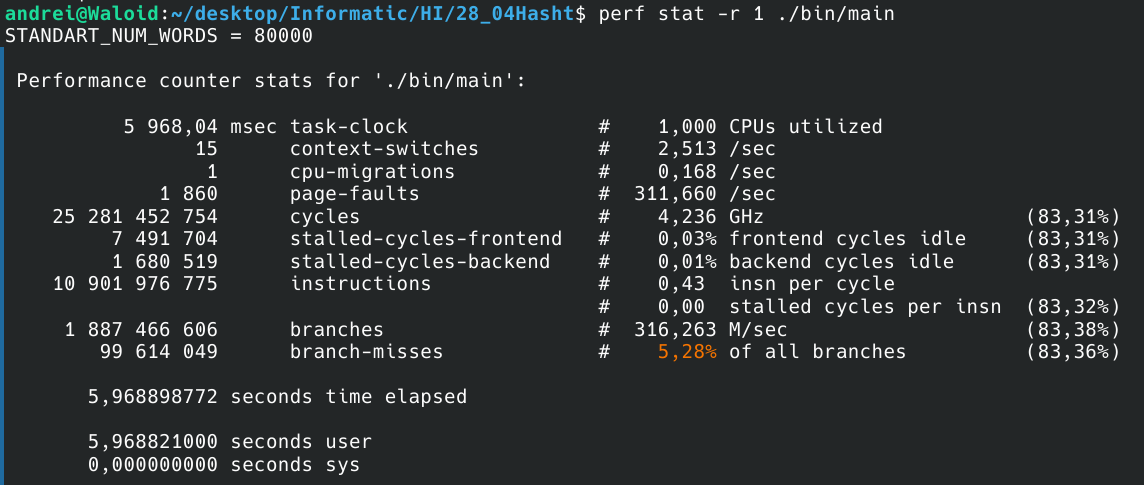 andrei@Waloid:~/desktop/Informatic/HI/28_04Hasht$ perf stat -r 1 ./bin/main
STANDART_NUM_WORDS = 80000
Performance counter stats for './bin/main':
5 968,04 msec task-clock # 1,000 CPUs utilized
15 context-switches # 2,513 /sec
1 cpu-migrations # 0,168 /sec
1 860 page-faults # 311,660 /sec
25 281 452 754 cycles # 4,236 GHz (83,31%)
7 491 704 stalled-cycles-frontend # 0,03% frontend cycles idle (83,31%)
1 680 519 stalled-cycles-backend # 0,01% backend cycles idle (83,31%)
10 901 976 775 instructions # 0,43 insn per cycle
# 0,00 stalled cycles per insn (83,32%)
1 887 466 606 branches # 316,263 M/sec (83,38%)
99 614 049 branch-misses # 5,28% of all branches (83,36%)
5,968898772 seconds time elapsed
5,968821000 seconds user
0,000000000 seconds sys